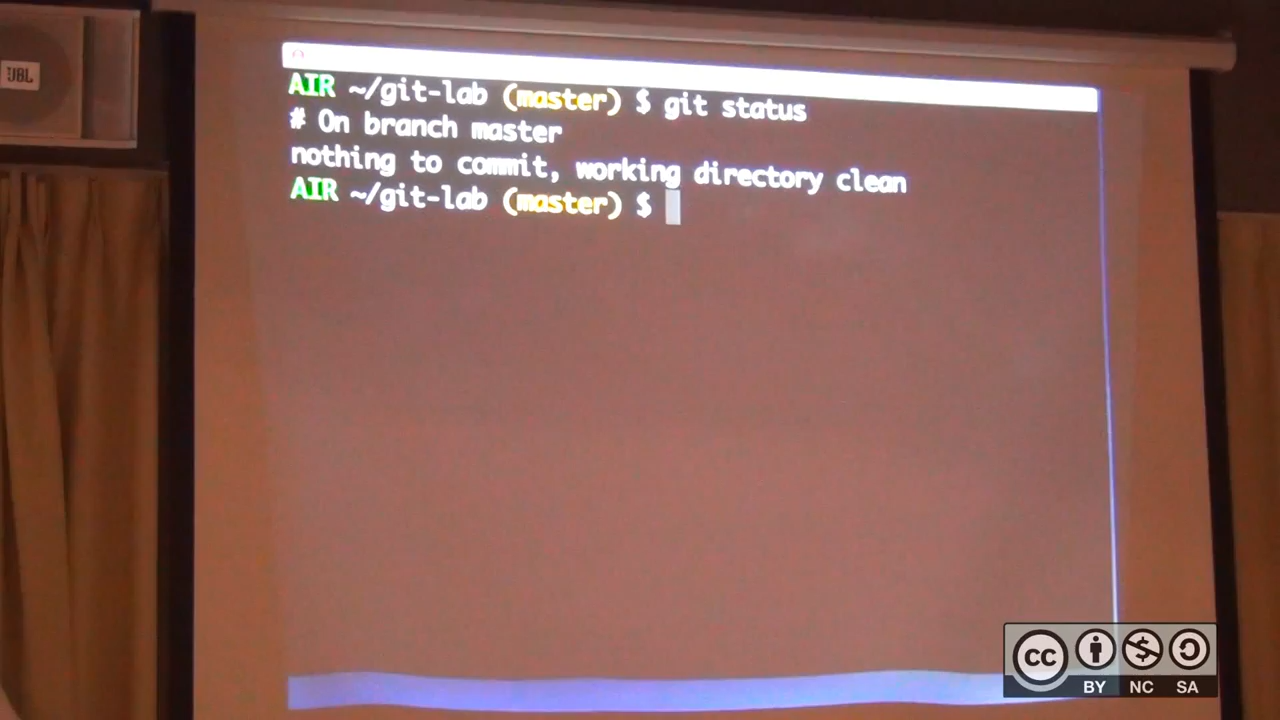 JBL
AIR ~/git-lab (master) $ git status
# On branch master
nothing to commit, working directory clean
AIR ~/git-lab (master) $
cc
BY NC SA